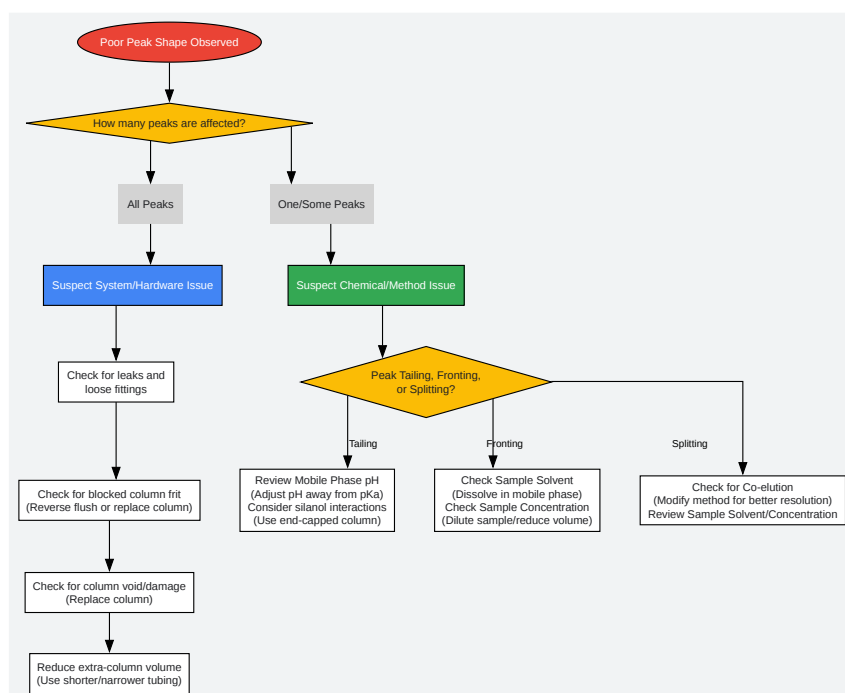 Poor Peak Shape Observed
How many peaks are affected?
All Peaks
One/Some Peaks
Suspect System/Hardware Issue
Suspect Chemical/Method Issue
Check for leaks and
loose fittings
Peak Tailing, Fronting,
or Splitting?
Tailing
Fronting
Splitting
Check for blocked column frit
(Reverse flush or replace column)
Review Mobile Phase pH
(Adjust pH away from pKa)
Consider silanol interactions
(Use end-capped column)
Check Sample Solvent
(Dissolve in mobile phase)
Check Sample Concentration
(Dilute sample/reduce volume)
Check for Co-elution
(Modify method for better resolution)
Review Sample Solvent/Concentration
Check for column void/damage
(Replace column)
Reduce extra-column volume
(Use shorter/narrower tubing)